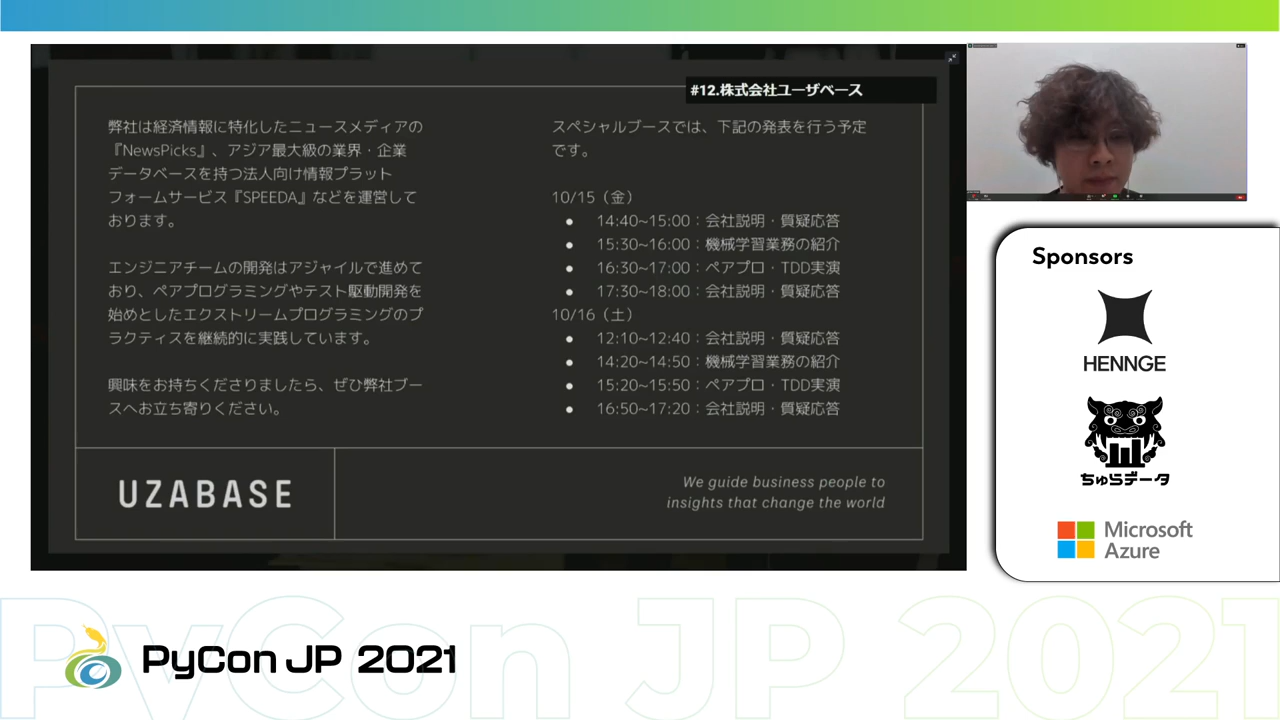 #12.株式会社ユーザベース
弊社は経済情報に特化したニュースメディアの
『NewsPicks』、アジア最大級の業界・企業
データベースを持つ法人向け情報プラット
フォームサービス『SPEEDA』などを運営して
おります。
エンジニアチームの開発はアジャイルで進めて
おり、ペアプログラミングやテスト駆動開発を
始めとしたエクストリームプログラミングのプ
ラクティスを継続的に実践しています。
興味をお持ちくださりましたら、ぜひ弊社ブー
スへお立ち寄りください。
スペシャルブースでは、下記の発表を行う予定
です。
10/15（金）
● 14:40~15:00：会社説明・質疑応答
● 15:30~16:00：機械学習業務の紹介
● 16:30~17:00：ペアプロ・TDD実演
● 17:30~18:00：会社説明・質疑応答
10/16（土）
● 12:10~12:40：会社説明・質疑応答
● 14:20~14:50：機械学習業務の紹介
● 15:20~15:50：ペアプロ・TDD実演
● 16:50~17:20：会社説明・質疑応答
UZABASE
We guide business people to
insights that change the world
Sponsors
HENNGE
ちゅらデータ
Microsoft
Azure
PyCon JP 2021
PyCon JP 2021